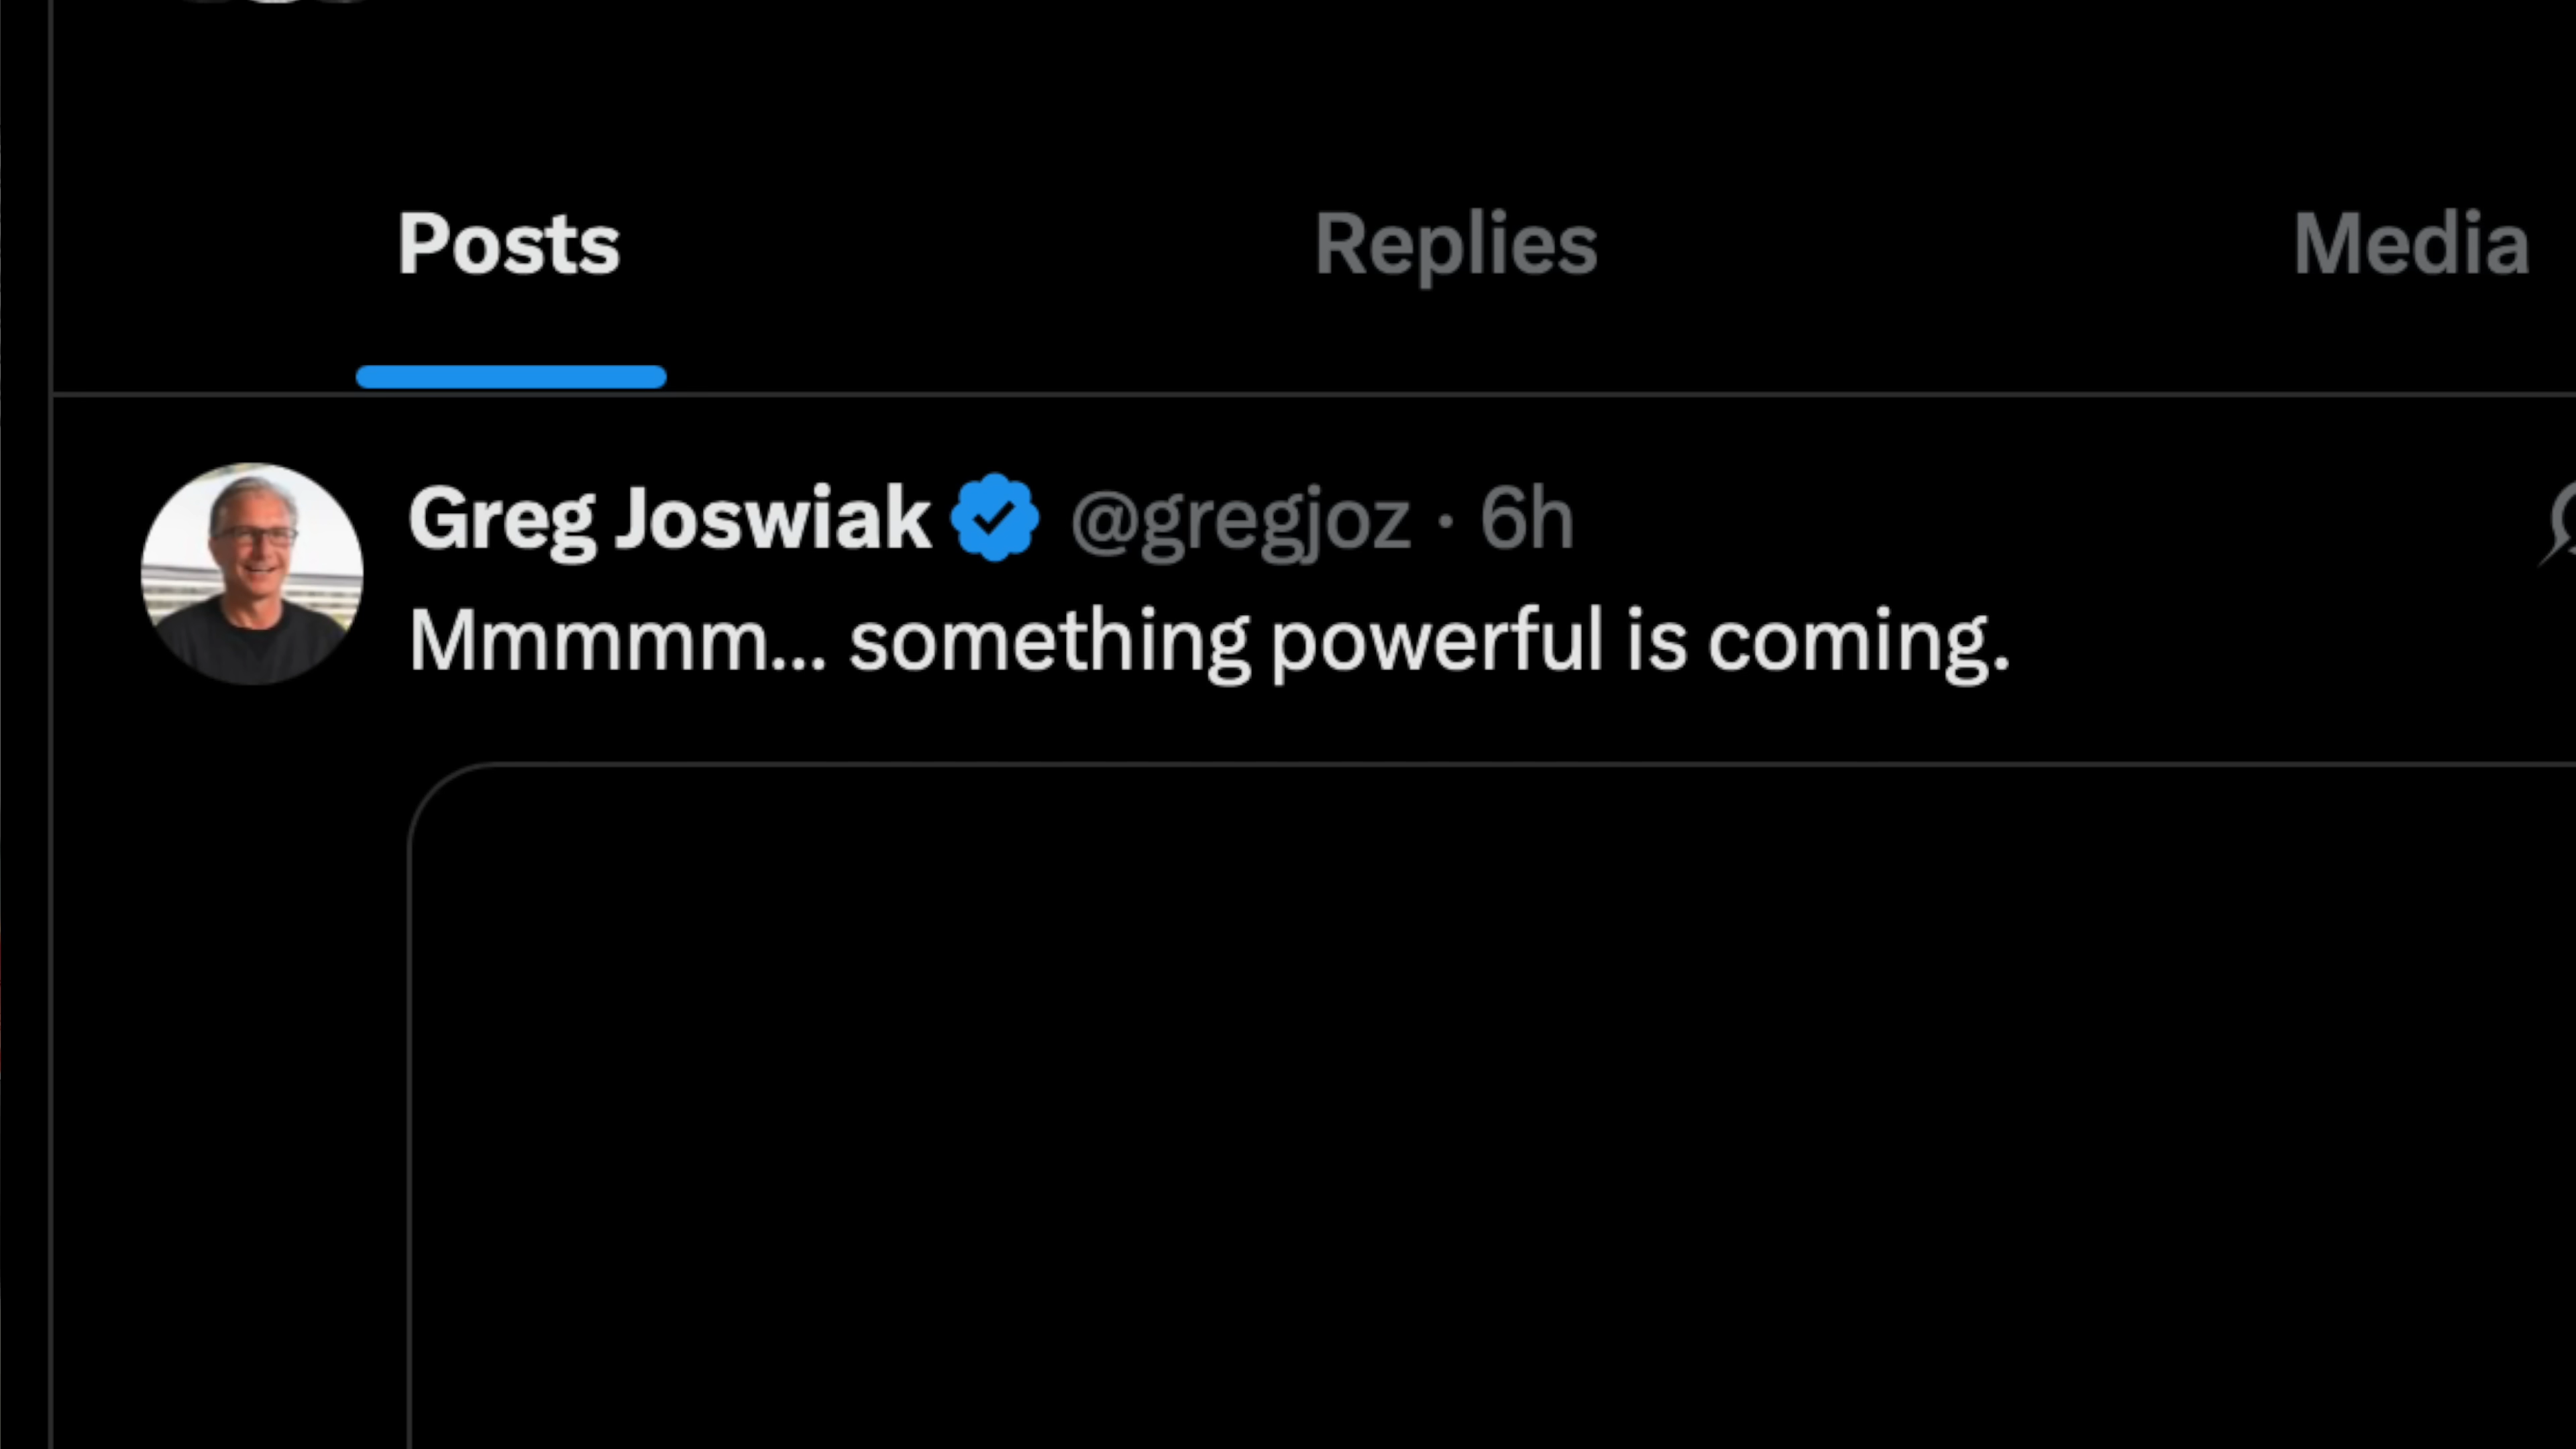 Posts Replies Media
Greg Joswiak @gregjoz · 6h
Mmmmm... something powerful is coming.